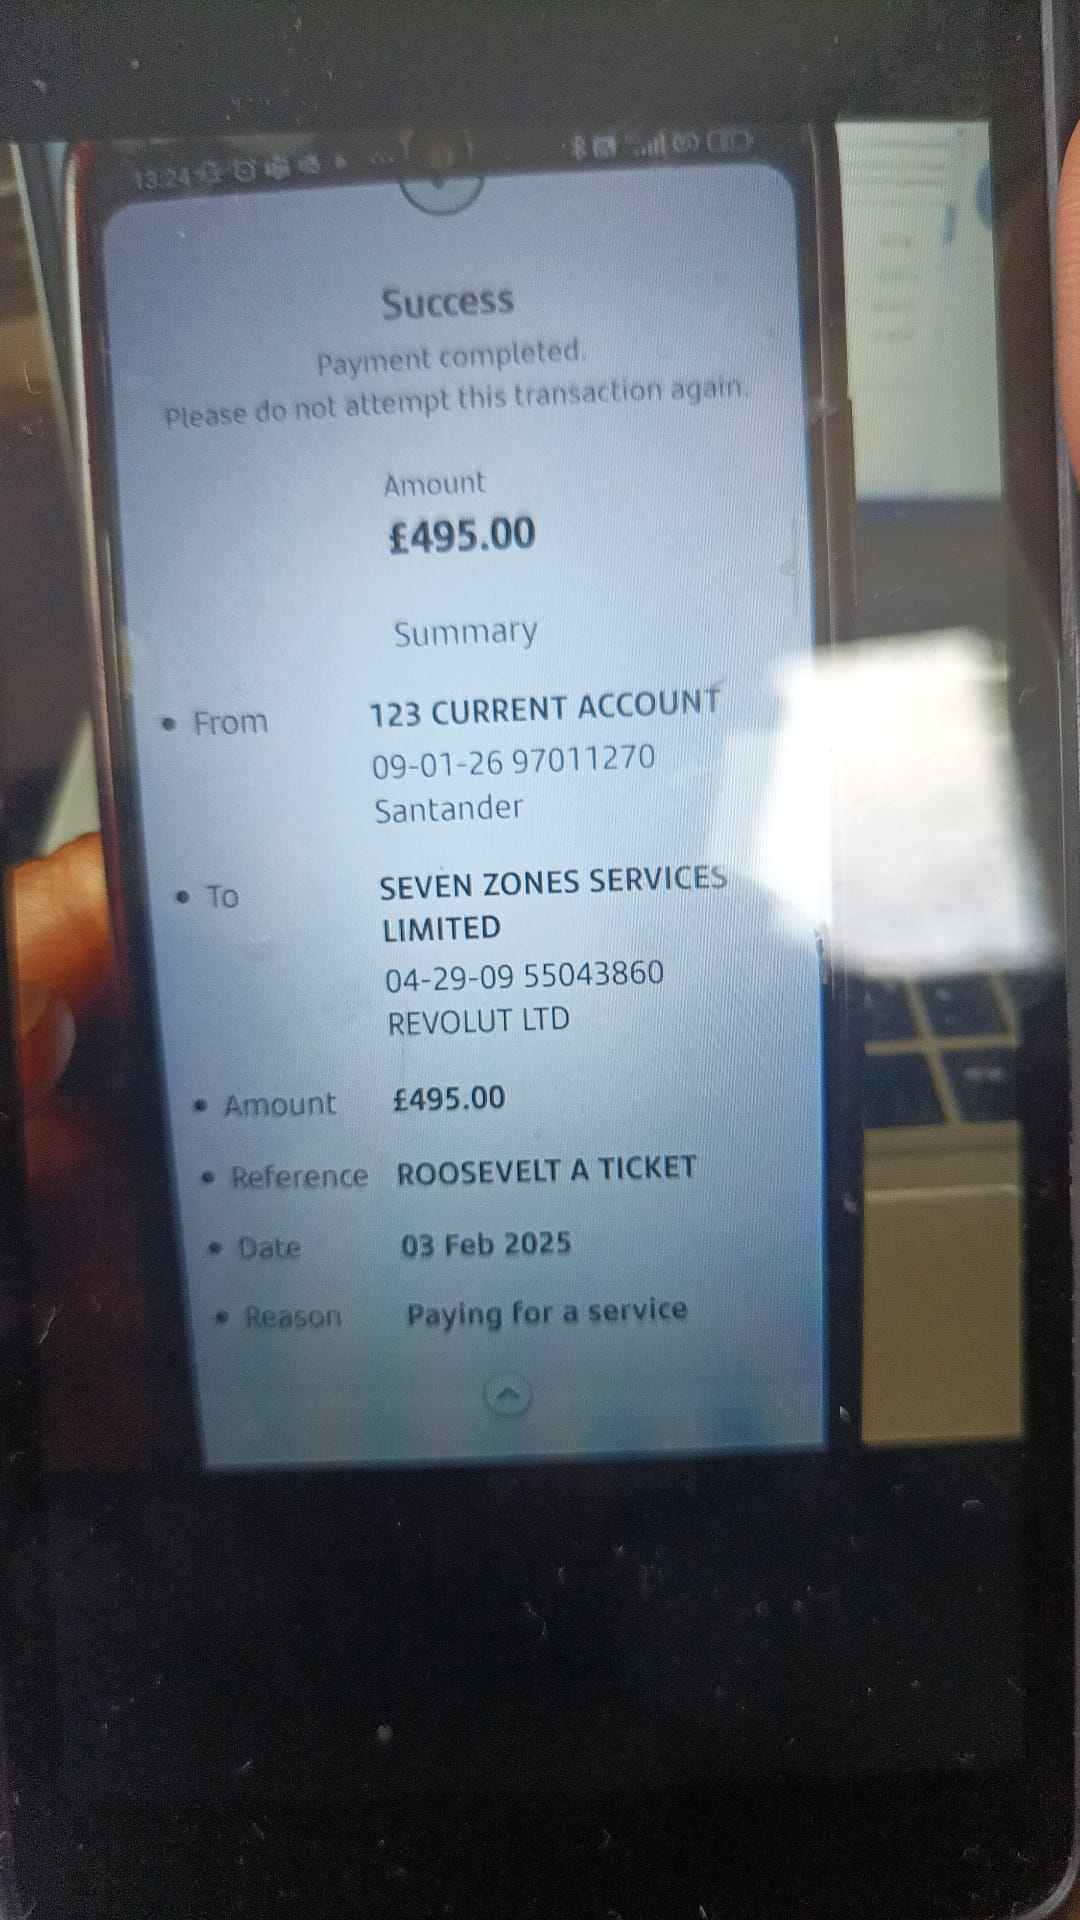 13:24
Success
Payment completed.
Please do not attempt this transaction again.
Amount
£495.00
Summary
• From 123 CURRENT ACCOUNT
09-01-26 97011270
Santander
• To SEVEN ZONES SERVICES
LIMITED
04-29-09 55043860
REVOLUT LTD
• Amount £495.00
• Reference ROOSEVELT A TICKET
• Date 03 Feb 2025
• Reason Paying for a service